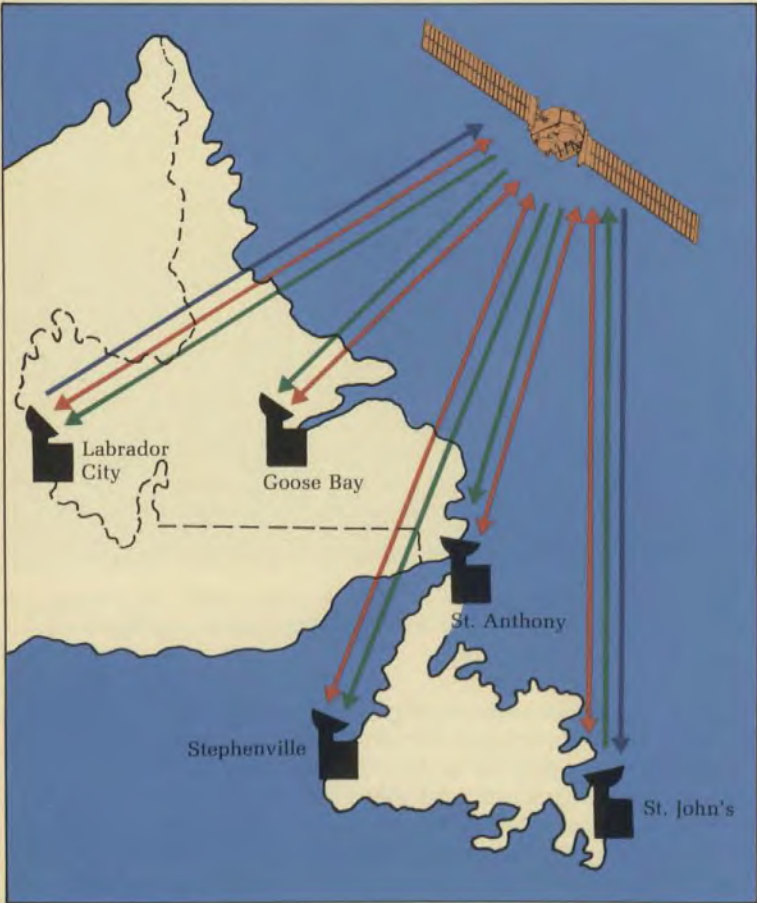 Labrador
City
Goose Bay
St. Anthony
Stephenville
St. John's